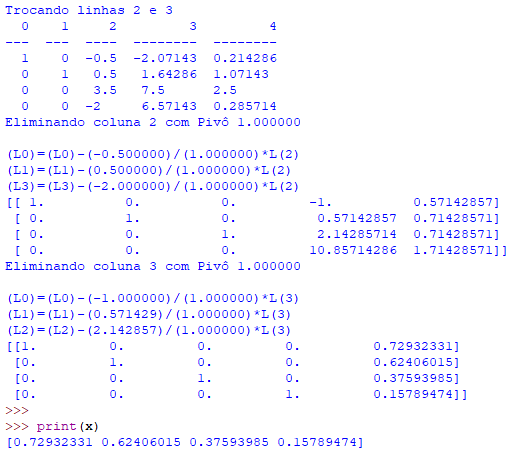 Trocando linhas 2 e 3
  0    1     2         3         4
---  ---  ----  --------  --------
  1    0  -0.5  -2.07143  0.214286
  0    1   0.5   1.64286  1.07143
  0    0   3.5  7.5       2.5
  0    0  -2     6.57143  0.285714
Eliminando coluna 2 com Pivô 1.000000
(L0)=(L0)-(-0.500000)/(1.000000)*L(2)
(L1)=(L1)-(0.500000)/(1.000000)*L(2)
(L3)=(L3)-(-2.000000)/(1.000000)*L(2)
[[ 1.          0.          0.         -1.          0.57142857]
 [ 0.          1.          0.          0.57142857  0.71428571]
 [ 0.          0.          1.          2.14285714  0.71428571]
 [ 0.          0.          0.         10.85714286  1.71428571]]
Eliminando coluna 3 com Pivô 1.000000
(L0)=(L0)-(-1.000000)/(1.000000)*L(3)
(L1)=(L1)-(0.571429)/(1.000000)*L(3)
(L2)=(L2)-(2.142857)/(1.000000)*L(3)
[[1.         0.         0.         0.         0.72932331]
 [0.         1.         0.         0.         0.62406015]
 [0.         0.         1.         0.         0.37593985]
 [0.         0.         0.         1.         0.15789474]]
>>>
>>> print(x)
[0.72932331 0.62406015 0.37593985 0.15789474]